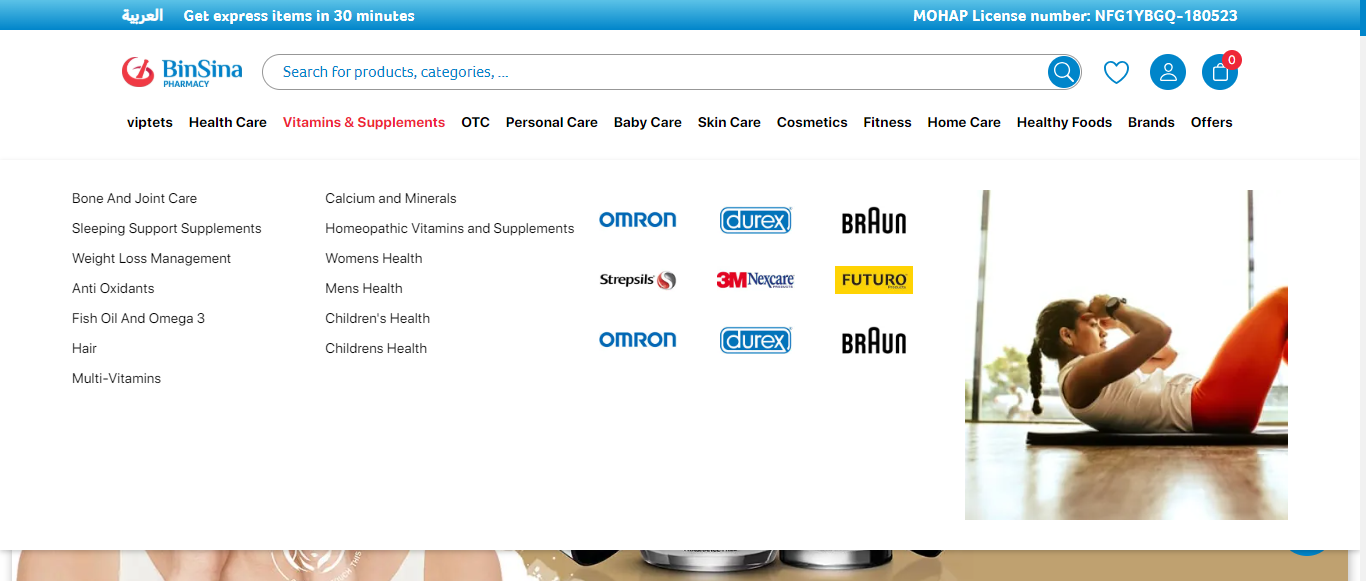 العربية Get express items in 30 minutes MOHAP License number: NFG1YBGQ-180523
BinSina
PHARMACY
Search for products, categories, ...
0
viptets Health Care Vitamins & Supplements OTC Personal Care Baby Care Skin Care Cosmetics Fitness Home Care Healthy Foods Brands Offers
Bone And Joint Care
Sleeping Support Supplements
Weight Loss Management
Anti Oxidants
Fish Oil And Omega 3
Hair
Multi-Vitamins
Calcium and Minerals
Homeopathic Vitamins and Supplements
Womens Health
Mens Health
Children's Health
Childrens Health
OMRON durex BRAUN
Strepsils 3M Nexcare FUTURO
OMRON durex BRAUN